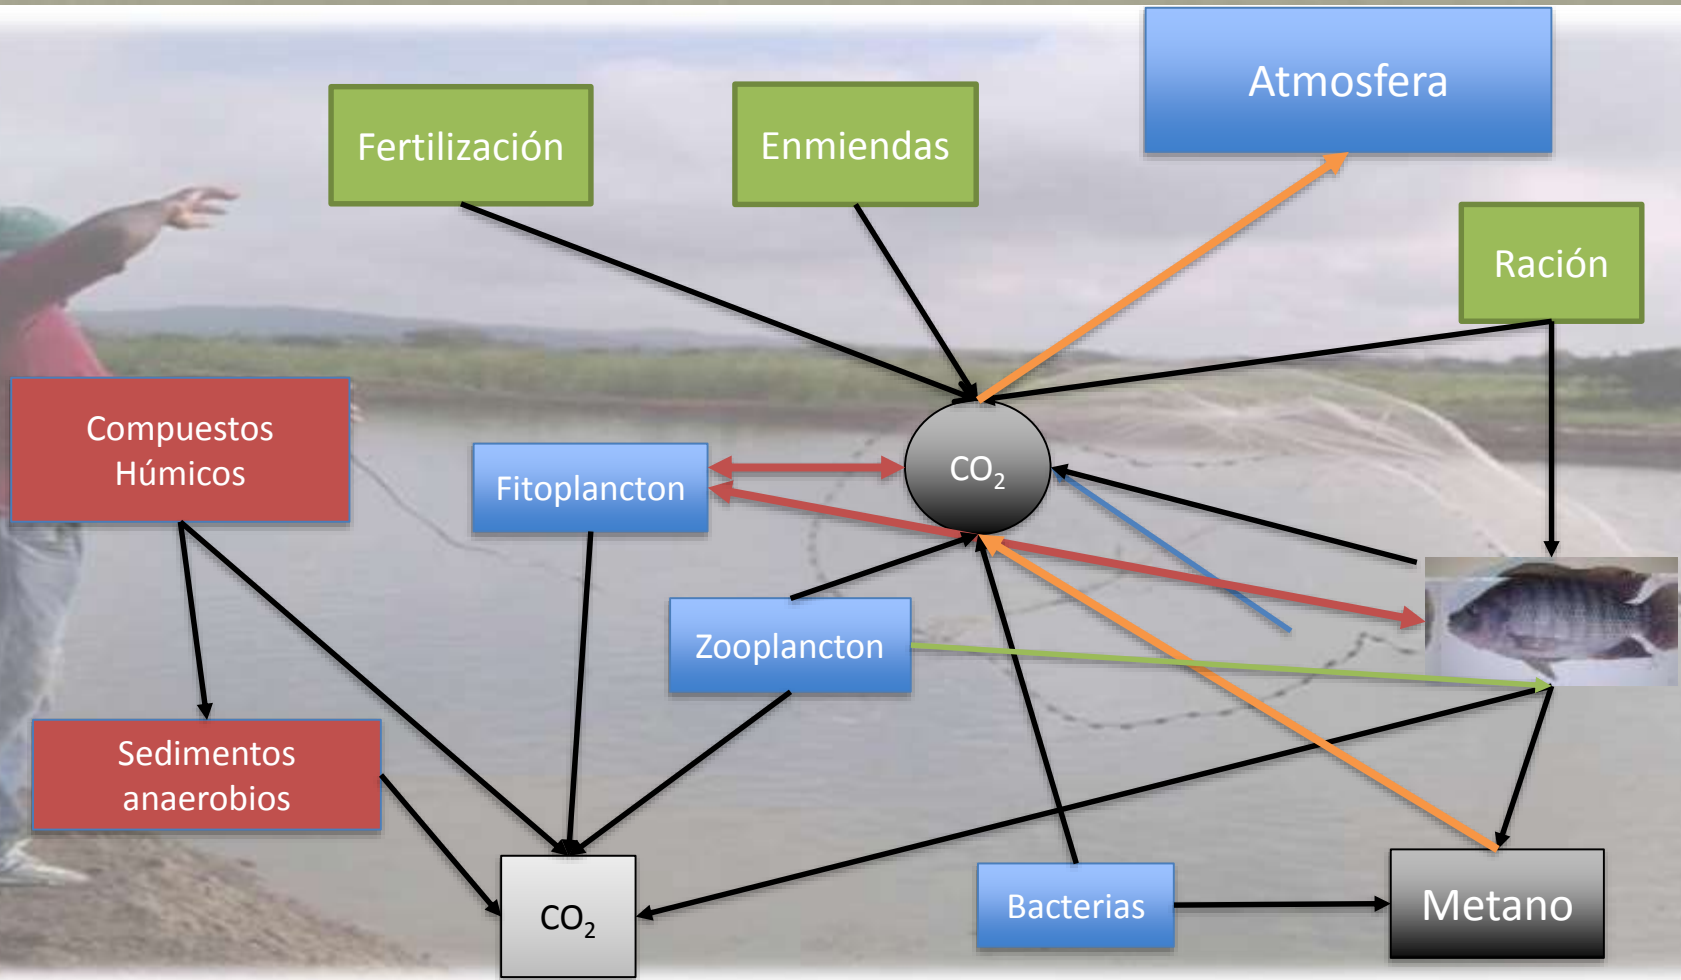 Atmosfera
Fertilización
Enmiendas
Ración
Compuestos
Húmicos
Fitoplancton
CO₂
Zooplancton
Sedimentos
anaerobios
CO₂
Bacterias
Metano